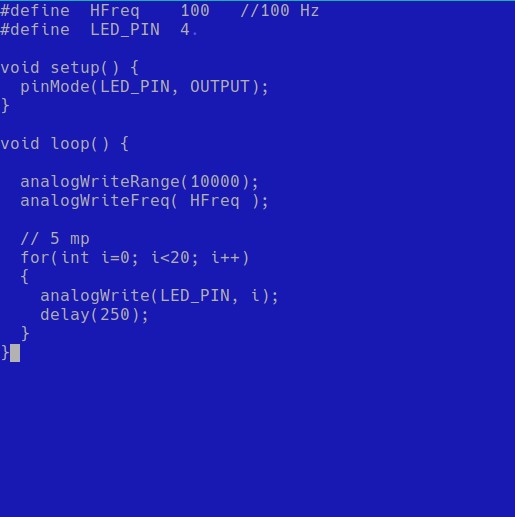 #define  HFreq    100   //100 Hz
#define  LED_PIN  4.
void setup() {
  pinMode(LED_PIN, OUTPUT);
}
void loop() {
  analogWriteRange(10000);
  analogWriteFreq( HFreq );
  // 5 mp
  for(int i=0; i<20; i++)
  {
    analogWrite(LED_PIN, i);
    delay(250);
  }
}